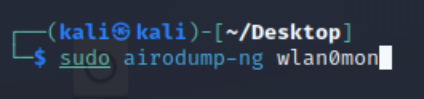 ┌──(kali㉿kali)-[~/Desktop]
└─$ sudo airodump-ng wlan0mon